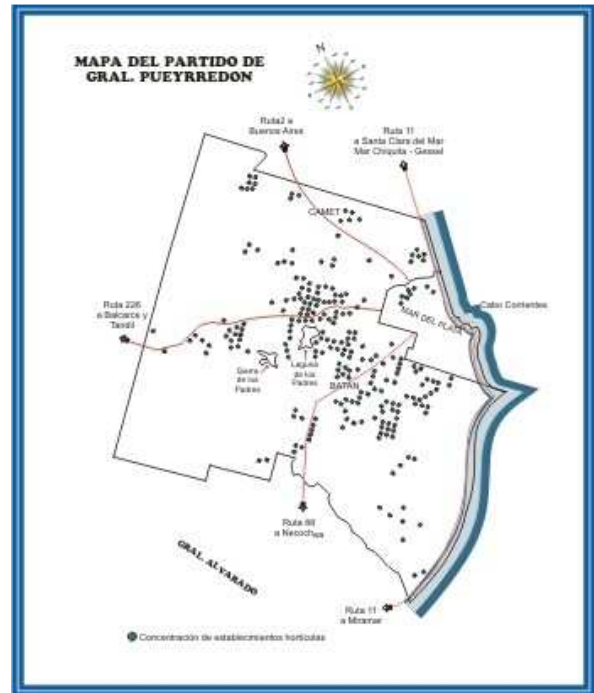 MAPA DEL PARTIDO DE
GRAL. PUEYRREDON
N
Ruta2 a
Buenos Aires
Ruta 11
a Santa Clara del Mar
Mar Chiquita - Gessel
CAMET
Ruta 226
a Balcarce y
Tandil
MAR DEL PLATA
Cabo Corrientes
Sierra
de los
Padres
Laguna
de los
Padres
BATAN
Ruta 88
a Necochea
GRAL. ALVARADO
Ruta 11
a Miramar
Concentración de establecimientos hortícolas